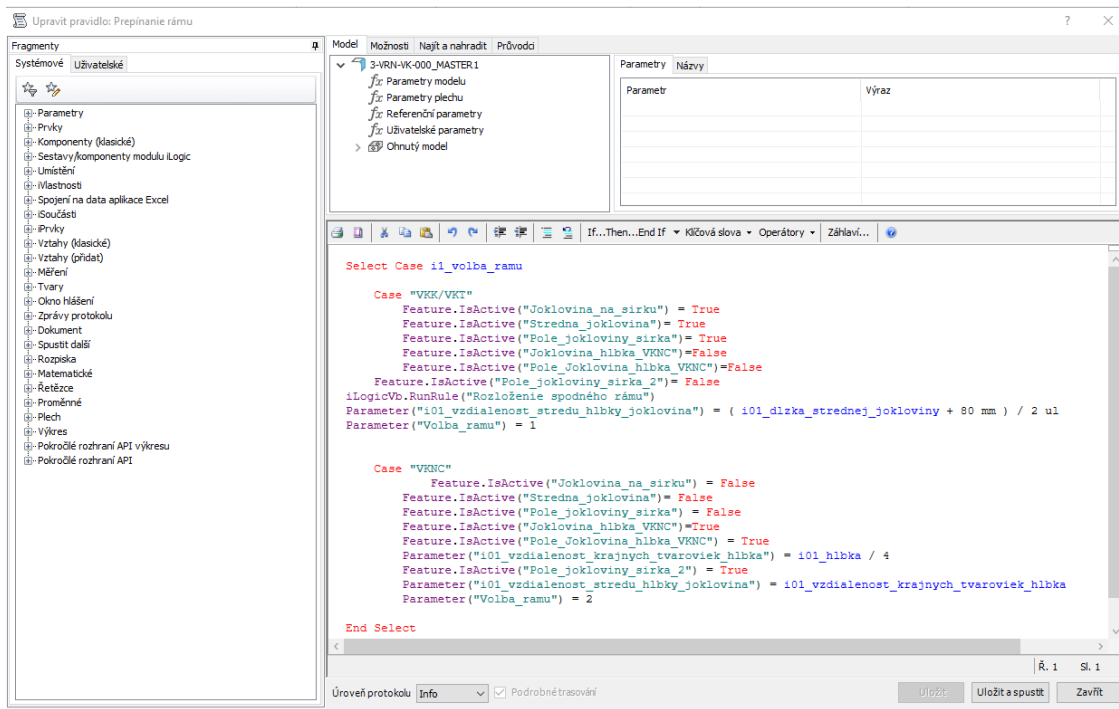 Upravit pravidlo: Prepínanie rámu
?
Fragmenty
Systémové Uživatelské
Parametry
Prvky
Komponenty (klasické)
Sestavy/komponenty modulu iLogic
Umístění
iVlastnosti
Spojení na data aplikace Excel
iSoučásti
iPrvky
Vztahy (klasické)
Vztahy (přidat)
Měření
Tvary
Okno hlášení
Zprávy protokolu
Dokument
Spustit další
Rozpiska
Matematické
Řetězce
Proměnné
Plech
Výkres
Pokročilé rozhraní API výkresu
Pokročilé rozhraní API
Model Možnosti Najít a nahradit Průvodci
3-VRN-VK-000_MASTER1
fx Parametry modelu
fx Parametry plechu
fx Referenční parametry
fx Uživatelské parametry
Ohnutý model
Parametry Názvy
Parametr Výraz
If...Then...End If Klíčová slova Operátory Záhlaví...
Select Case i1_volba_ramu
Case "VKK/VKT"
Feature.IsActive("Joklovina_na_sirku") = True
Feature.IsActive("Stredna_joklovina")= True
Feature.IsActive("Pole_jokloviny_sirka")= True
Feature.IsActive("Joklovina_hlbka_VKNC")=False
Feature.IsActive("Pole_Joklovina_hlbka_VKNC")=False
Feature.IsActive("Pole_jokloviny_sirka_2")= False
iLogicVb.RunRule("Rozloženie spodného rámu")
Parameter("i01_vzdialenost_stredu_hlbky_joklovina") = ( i01_dlzka_strednej_jokloviny + 80 mm ) / 2 ul
Parameter("Volba_ramu") = 1
Case "VKNC"
Feature.IsActive("Joklovina_na_sirku") = False
Feature.IsActive("Stredna_joklovina")= False
Feature.IsActive("Pole_jokloviny_sirka") = False
Feature.IsActive("Joklovina_hlbka_VKNC")=True
Feature.IsActive("Pole_Joklovina_hlbka_VKNC") = True
Parameter("i01_vzdialenost_krajnych_tvaroviek_hlbka") = i01_hlbka / 4
Feature.IsActive("Pole_jokloviny_sirka_2") = True
Parameter("i01_vzdialenost_stredu_hlbky_joklovina") = i01_vzdialenost_krajnych_tvaroviek_hlbka
Parameter("Volba_ramu") = 2
End Select
Ř. 1 Sl. 1
Úroveň protokolu Info Podrobné trasování Uložit Uložit a spustit Zavřít